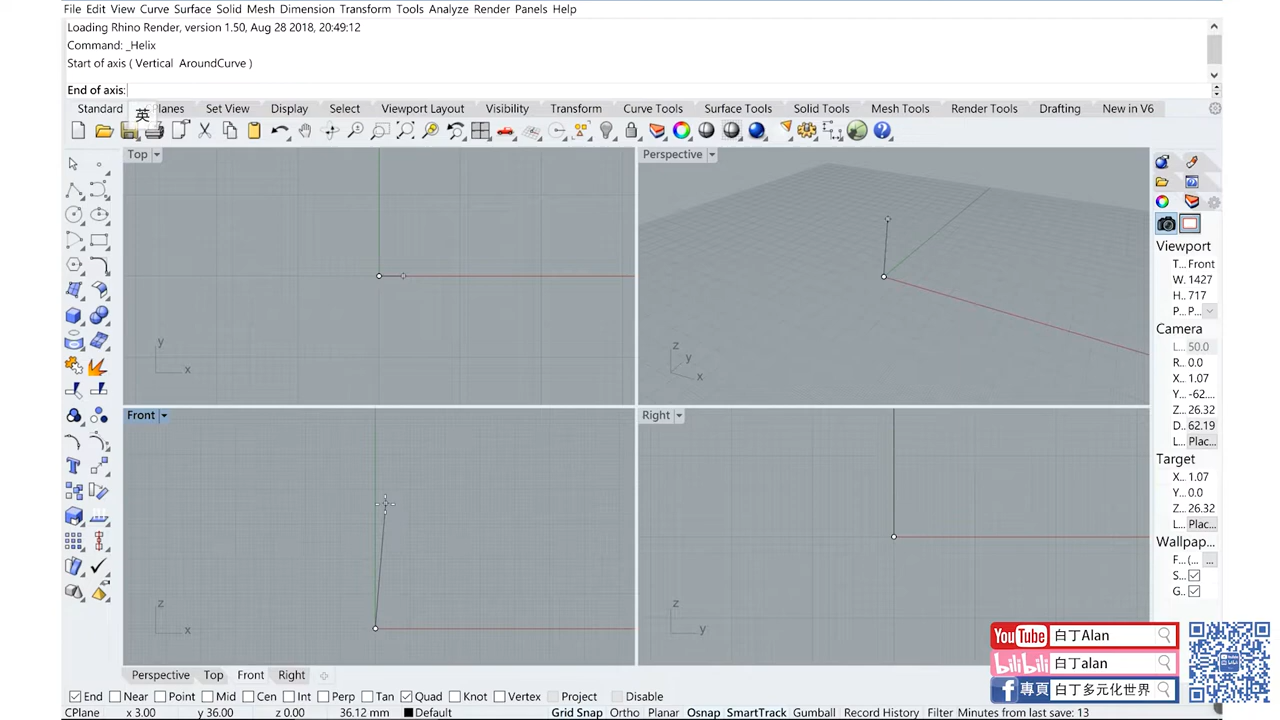 File Edit View Curve Surface Solid Mesh Dimension Transform Tools Analyze Render Panels Help
Loading Rhino Render, version 1.50, Aug 28 2018, 20:49:12
Command: _Helix
Start of axis ( Vertical AroundCurve )
End of axis:
Standard 英 Planes Set View Display Select Viewport Layout Visibility Transform Curve Tools Surface Tools Solid Tools Mesh Tools Render Tools Drafting New in V6
Top
Perspective
y
x
z
y
x
Front
Right
z
x
z
y
Viewport
T... Front
W. 1427
H... 717
P... P...
Camera
L... 50.0
R... 0.0
X... 1.07
Y... -62...
Z... 26.32
D... 62.19
L... Plac...
Target
X... 1.07
Y... 0.0
Z... 26.32
L... Plac...
Wallpap...
F... (... ...
S...
G...
YouTube 白丁Alan
bilibili 白丁alan
f 專頁 白丁多元化世界
Perspective Top Front Right
End Near Point Mid Cen Int Perp Tan Quad Knot Vertex Project Disable
CPlane x 3.00 y 36.00 z 0.00 36.12 mm Default Grid Snap Ortho Planar Osnap SmartTrack Gumball Record History Filter Minutes from last save: 13